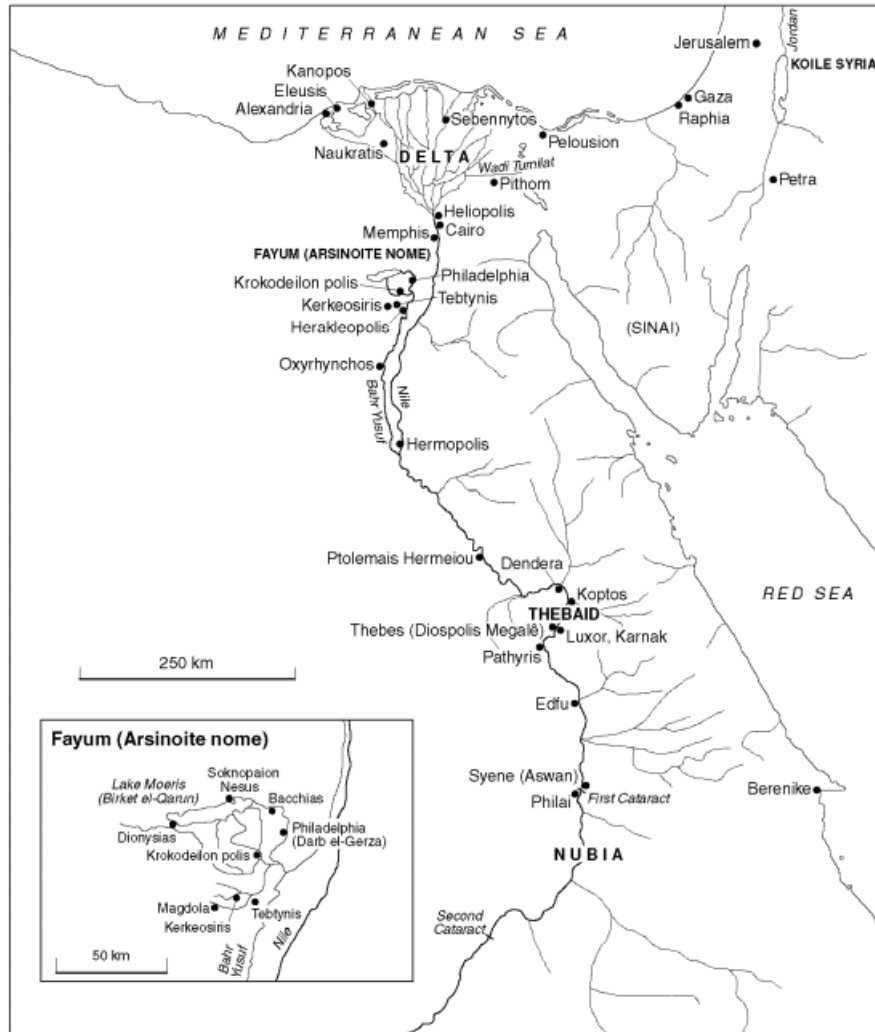 MEDITERRANEAN SEA
Jerusalem
Jordan
KOILE SYRIA
Kanopos
Eleusis
Alexandria
Gaza
Raphia
Sebennytos
Pelousion
Naukratis
DELTA
Wadi Tumilat
Pithom
Petra
Heliopolis
Cairo
Memphis
FAYUM (ARSINOITE NOME)
Philadelphia
Krokodeilon polis
Tebtynis
Kerkeosiris
Herakleopolis
(SINAI)
Oxyrhynchos
Bahr Yusuf
Nile
Hermopolis
Ptolemais Hermeiou
Dendera
Koptos
RED SEA
THEBAID
Thebes (Diospolis Megalê)
Luxor, Karnak
Pathyris
250 km
Edfu
Syene (Aswan)
First Cataract
Philai
Berenike
NUBIA
Second
Cataract
Fayum (Arsinoite nome)
Soknopaion
Nesus
Lake Moeris
(Birket el-Qarun)
Bacchias
Dionysias
Philadelphia
(Darb el-Gerza)
Krokodeilon polis
Magdola
Tebtynis
Kerkeosiris
Bahr
Yusuf
Nile
50 km